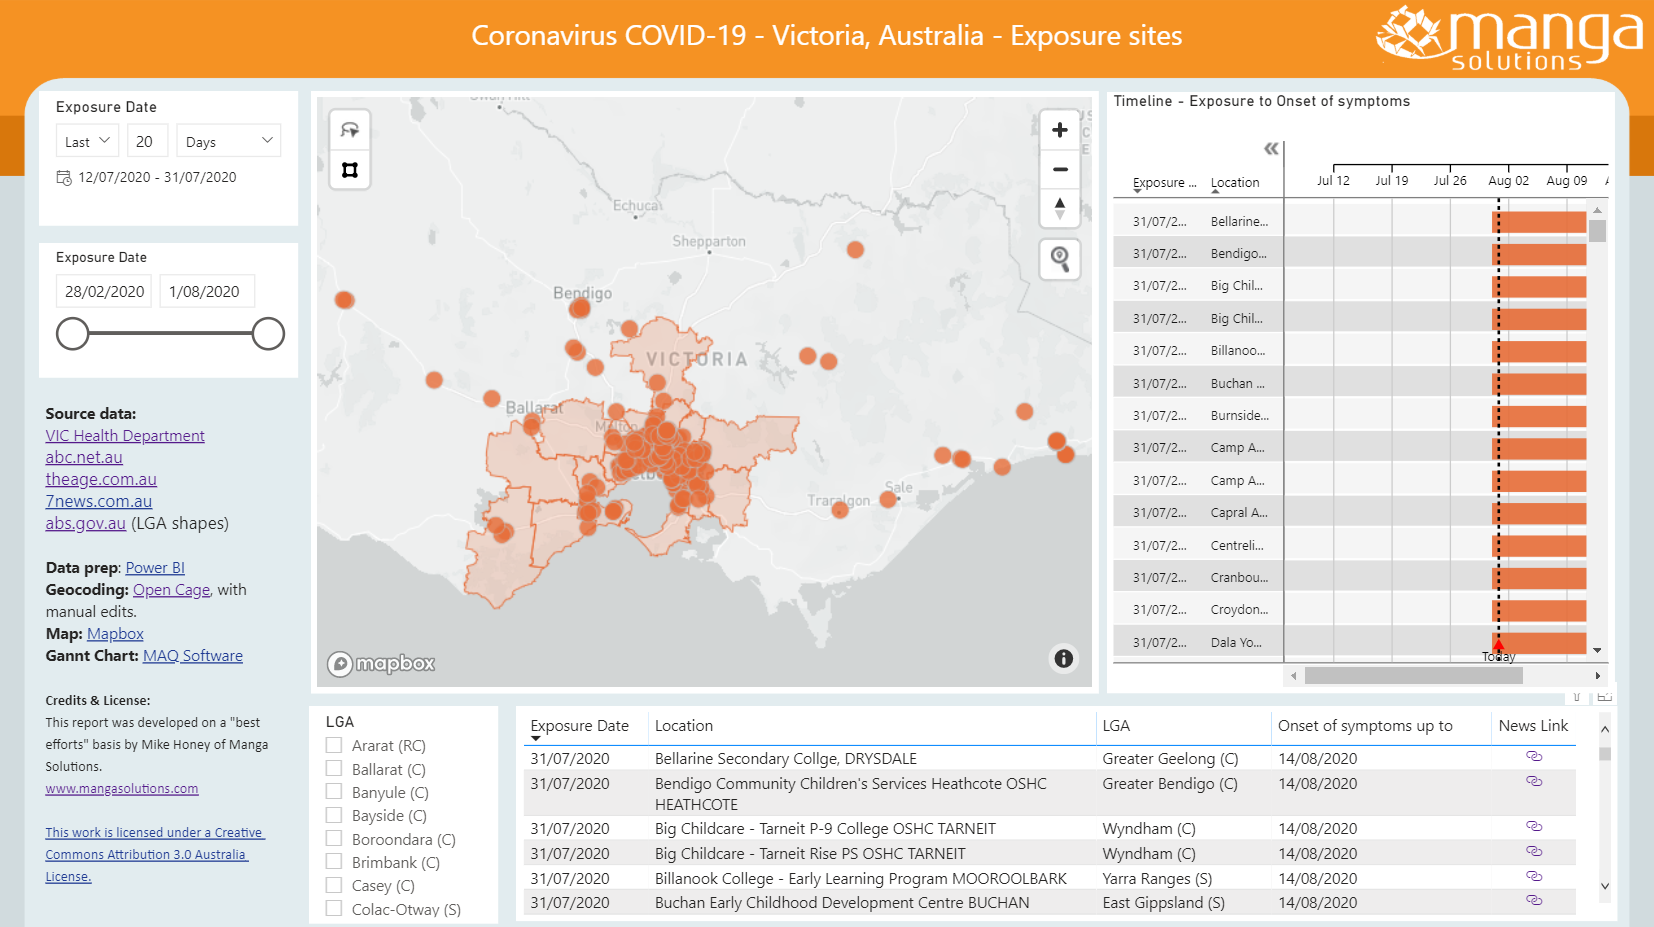 Coronavirus COVID-19 - Victoria, Australia - Exposure sites
manga
solutions
Exposure Date
Last 20 Days
12/07/2020 - 31/07/2020
Exposure Date
28/02/2020 1/08/2020
Source data:
VIC Health Department
abc.net.au
theage.com.au
7news.com.au
abs.gov.au (LGA shapes)
Data prep: Power BI
Geocoding: Open Cage, with
manual edits.
Map: Mapbox
Gannt Chart: MAQ Software
Credits & License:
This report was developed on a "best
efforts" basis by Mike Honey of Manga
Solutions.
www.mangasolutions.com
This work is licensed under a Creative
Commons Attribution 3.0 Australia
License.
Echuca
Shepparton
Bendigo
VICTORIA
Ballarat
Traralgon
Sale
mapbox
Timeline - Exposure to Onset of symptoms
Exposure ... Location Jul 12 Jul 19 Jul 26 Aug 02 Aug 09
31/07/2... Bellarine...
31/07/2... Bendigo...
31/07/2... Big Chil...
31/07/2... Big Chil...
31/07/2... Billanoo...
31/07/2... Buchan ...
31/07/2... Burnside...
31/07/2... Camp A...
31/07/2... Camp A...
31/07/2... Capral A...
31/07/2... Centreli...
31/07/2... Cranbou...
31/07/2... Croydon...
31/07/2... Dala Yo...
Today
LGA
Ararat (RC)
Ballarat (C)
Banyule (C)
Bayside (C)
Boroondara (C)
Brimbank (C)
Casey (C)
Colac-Otway (S)
Exposure Date Location LGA Onset of symptoms up to News Link
31/07/2020 Bellarine Secondary Collge, DRYSDALE Greater Geelong (C) 14/08/2020
31/07/2020 Bendigo Community Children's Services Heathcote OSHC Greater Bendigo (C) 14/08/2020
HEATHCOTE
31/07/2020 Big Childcare - Tarneit P-9 College OSHC TARNEIT Wyndham (C) 14/08/2020
31/07/2020 Big Childcare - Tarneit Rise PS OSHC TARNEIT Wyndham (C) 14/08/2020
31/07/2020 Billanook College - Early Learning Program MOOROOLBARK Yarra Ranges (S) 14/08/2020
31/07/2020 Buchan Early Childhood Development Centre BUCHAN East Gippsland (S) 14/08/2020